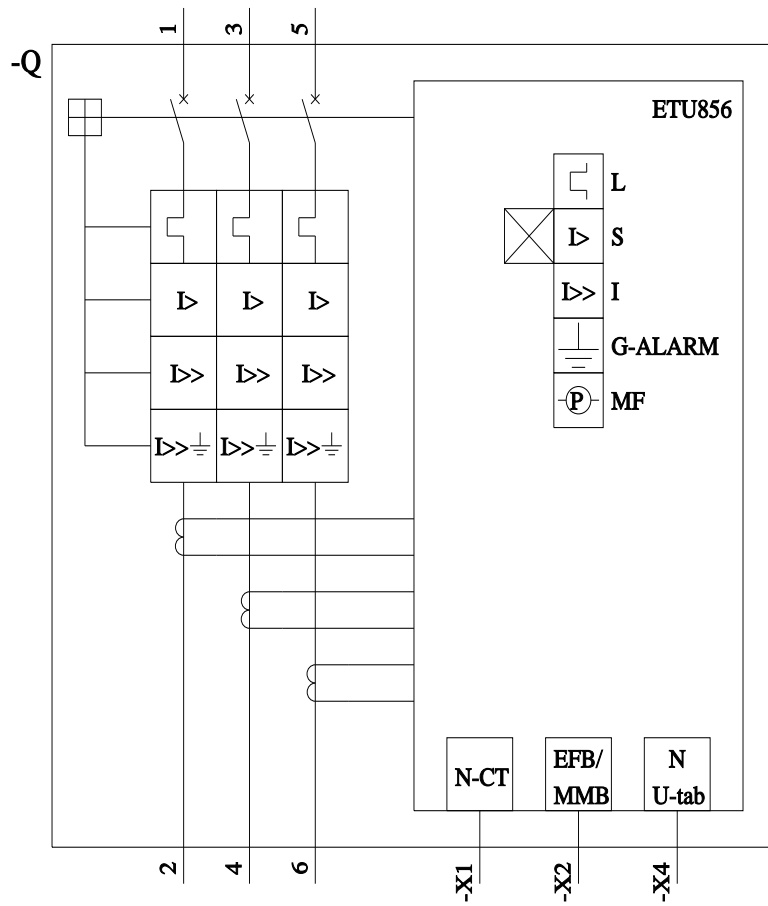 1 3 5
-Q
ETU856
L
I> I> I> I> S
I>> I>> I>> I>> I
G-ALARM
P MF
I>> I>> I>>
N-CT
EFB/
MMB
N
U-tab
2 4 6 -X1 -X2 -X4